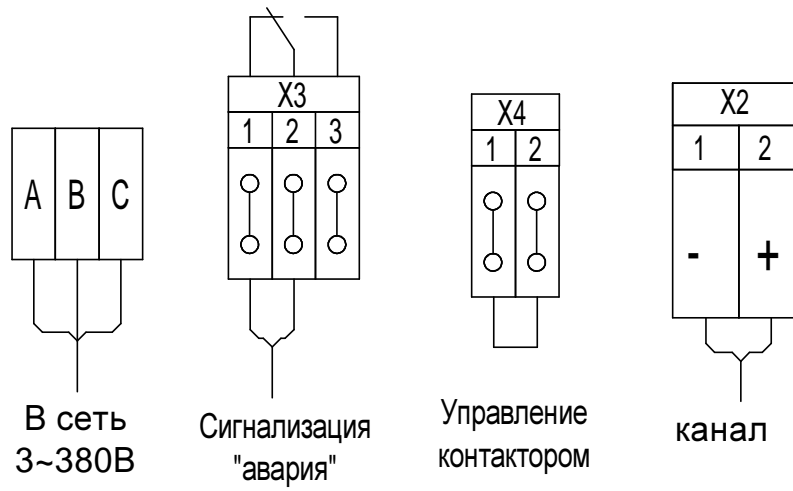 A B C
В сеть
3~380В
X3
1 2 3
Сигнализация
"авария"
X4
1 2
Управление
контактором
X2
1 2
- +
канал